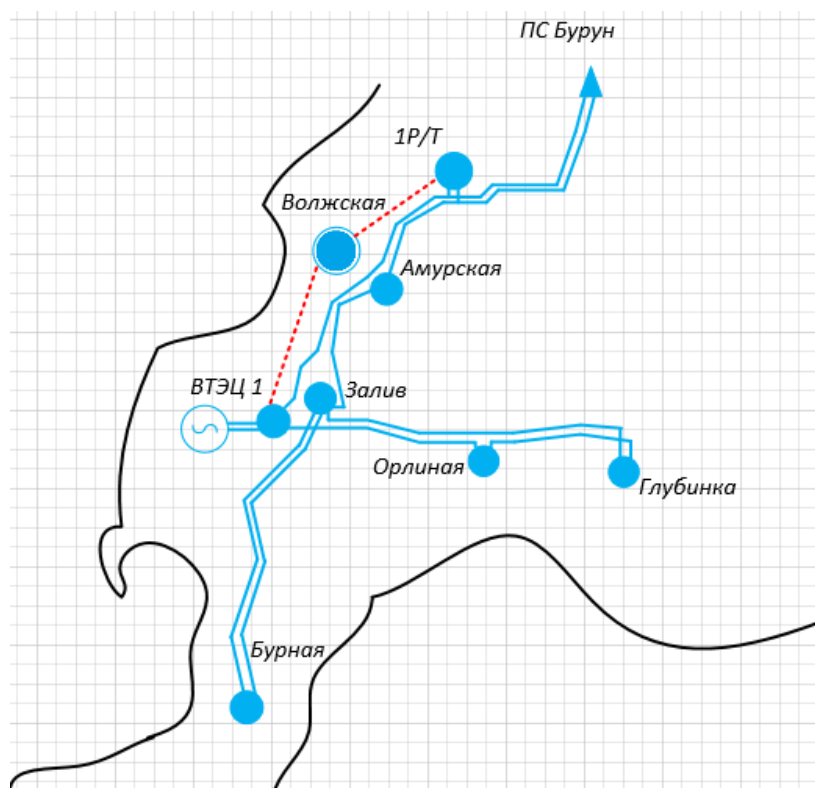 ПС Бурун
1Р/Т
Волжская
Амурская
ВТЭЦ 1
Залив
Орлиная
Глубинка
Бурная